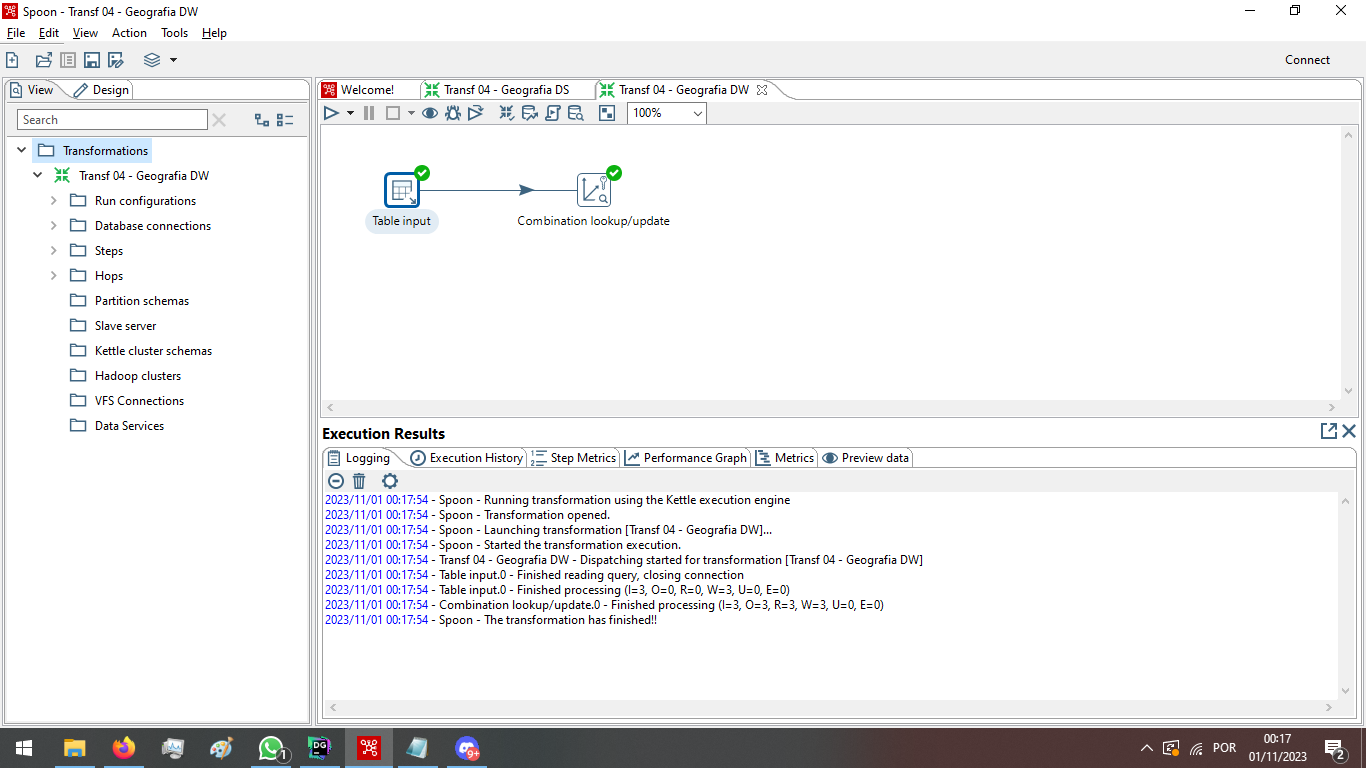 Spoon - Transf 04 - Geografia DW
File Edit View Action Tools Help
Connect
View Design
Search
Transformations
Transf 04 - Geografia DW
Run configurations
Database connections
Steps
Hops
Partition schemas
Slave server
Kettle cluster schemas
Hadoop clusters
VFS Connections
Data Services
Welcome! Transf 04 - Geografia DS Transf 04 - Geografia DW
100%
Table input Combination lookup/update
Execution Results
Logging Execution History Step Metrics Performance Graph Metrics Preview data
2023/11/01 00:17:54 - Spoon - Running transformation using the Kettle execution engine
2023/11/01 00:17:54 - Spoon - Transformation opened.
2023/11/01 00:17:54 - Spoon - Launching transformation [Transf 04 - Geografia DW]...
2023/11/01 00:17:54 - Spoon - Started the transformation execution.
2023/11/01 00:17:54 - Transf 04 - Geografia DW - Dispatching started for transformation [Transf 04 - Geografia DW]
2023/11/01 00:17:54 - Table input.0 - Finished reading query, closing connection
2023/11/01 00:17:54 - Table input.0 - Finished processing (I=3, O=0, R=0, W=3, U=0, E=0)
2023/11/01 00:17:54 - Combination lookup/update.0 - Finished processing (I=3, O=3, R=3, W=3, U=0, E=0)
2023/11/01 00:17:54 - Spoon - The transformation has finished!!
1 DG 9+ POR 00:17 2
01/11/2023